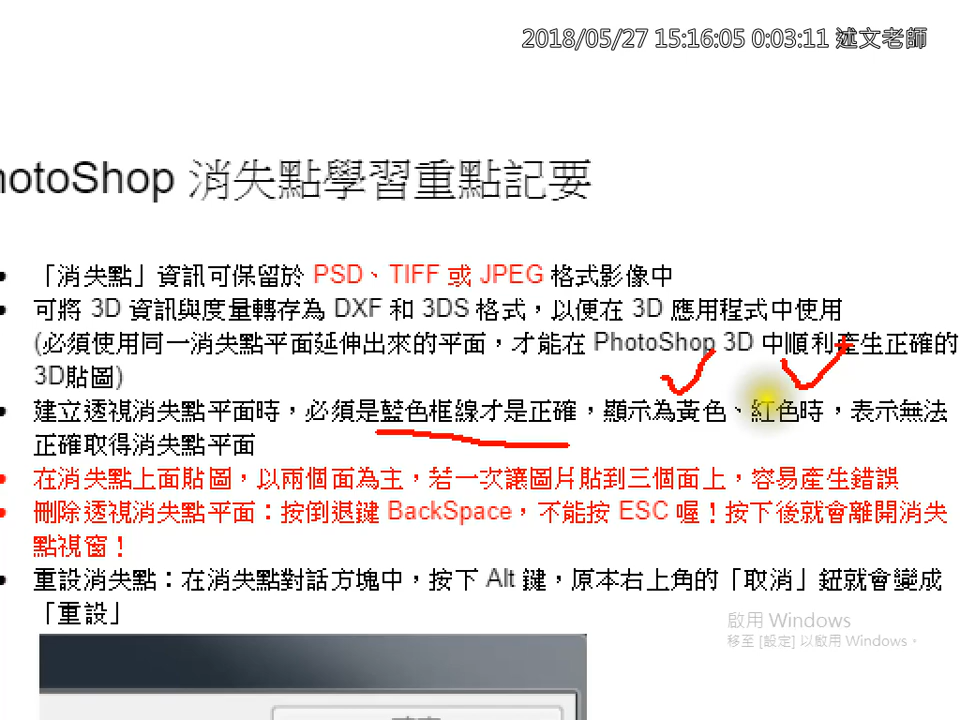 2018/05/27 15:16:05 0:03:11 述文老師
hotoShop 消失點學習重點記要
「消失點」資訊可保留於 PSD、TIFF 或 JPEG 格式影像中
可將 3D 資訊與度量轉存為 DXF 和 3DS 格式，以便在 3D 應用程式中使用
(必須使用同一消失點平面延伸出來的平面，才能在 PhotoShop 3D 中順利產生正確的
3D貼圖)
建立透視消失點平面時，必須是藍色框線才是正確，顯示為黃色、紅色時，表示無法
正確取得消失點平面
在消失點上面貼圖，以兩個面為主，若一次讓圖片貼到三個面上，容易產生錯誤
刪除透視消失點平面：按倒退鍵 BackSpace，不能按 ESC 喔！按下後就會離開消失
點視窗！
重設消失點：在消失點對話方塊中，按下 Alt 鍵，原本右上角的「取消」鈕就會變成
「重設」
啟用 Windows
移至 [設定] 以啟用 Windows。